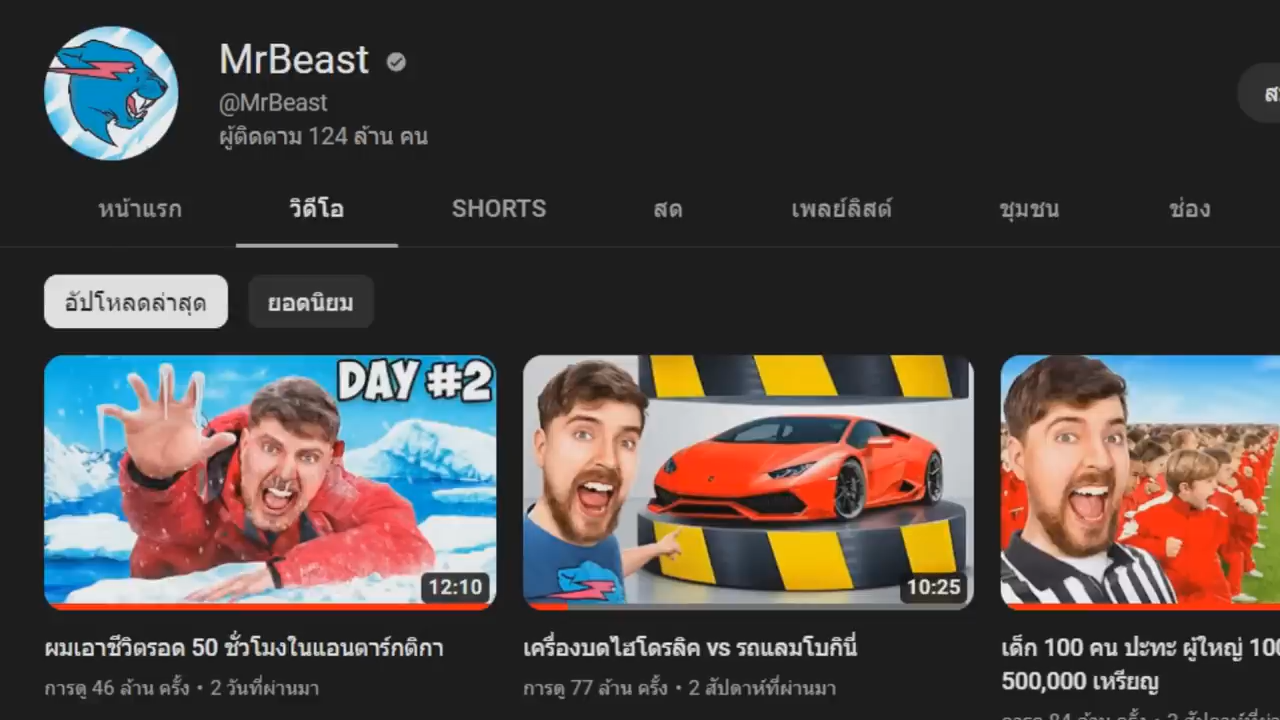 MrBeast
@MrBeast
ผู้ติดตาม 124 ล้าน คน
หน้าแรก
วิดีโอ
SHORTS
สด
เพลย์ลิสต์
ชุมชน
ช่อง
อัปโหลดล่าสุด
ยอดนิยม
DAY #2
12:10
10:25
ผมเอาชีวิตรอด 50 ชั่วโมงในแอนตาร์กติกา
การดู 46 ล้าน ครั้ง • 2 วันที่ผ่านมา
เครื่องบดไฮโดรลิค vs รถแลมโบกินี่
การดู 77 ล้าน ครั้ง • 2 สัปดาห์ที่ผ่านมา
เด็ก 100 คน ปะทะ ผู้ใหญ่
500,000 เหรียญ